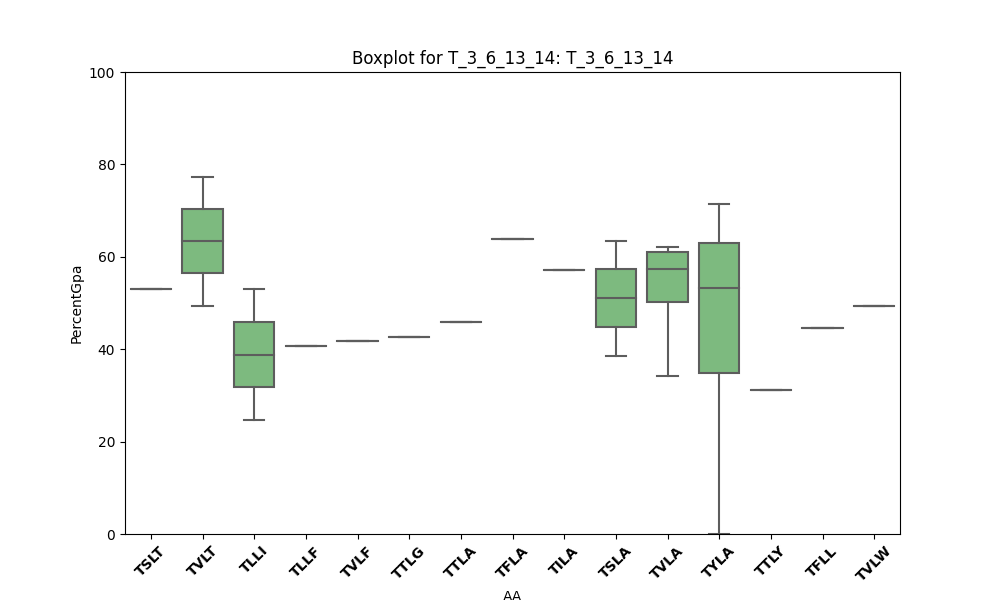 Boxplot for T_3_6_13_14: T_3_6_13_14
100
80
60
40
20
0
PercentGpa
TSLT TVLT TLLI TLLF TVLF TTLG TTLA TFLA TILA TSLA TVLA TYLA TTLY TFLL TVLW
AA